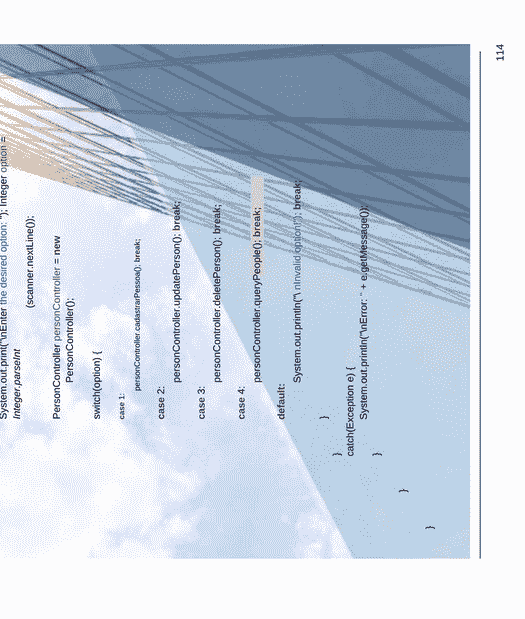 114
System.out.print("\nEnter the desired option: "); Integer option =
Integer.parseInt
(scanner.nextLine());
PersonController personController = new
PersonController();
switch(option) {
case 1:
personController.cadastrarPessoa(); break;
case 2:
personController.updatePerson(); break;
case 3:
personController.deletePerson(); break;
case 4:
personController.queryPeople(); break;
default:
System.out.println("\ nInvalid option!"); break;
}
}
catch(Exception e) {
System.out.println("\nError: " + e.getMessage());
}
}
}